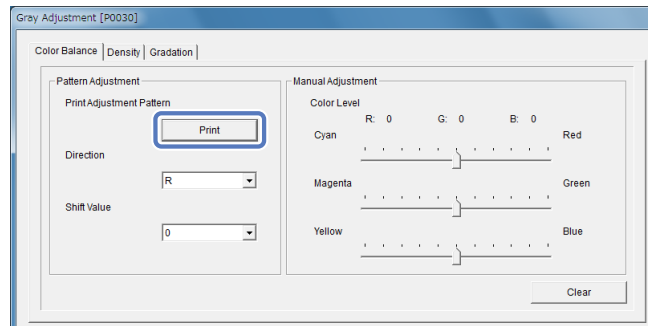 Gray Adjustment [P0030]
Color Balance Density Gradation
Pattern Adjustment
Print Adjustment Pattern
Print
Direction
R
Shift Value
0
Manual Adjustment
Color Level
R: 0 G: 0 B: 0
Cyan Red
Magenta Green
Yellow Blue
Clear